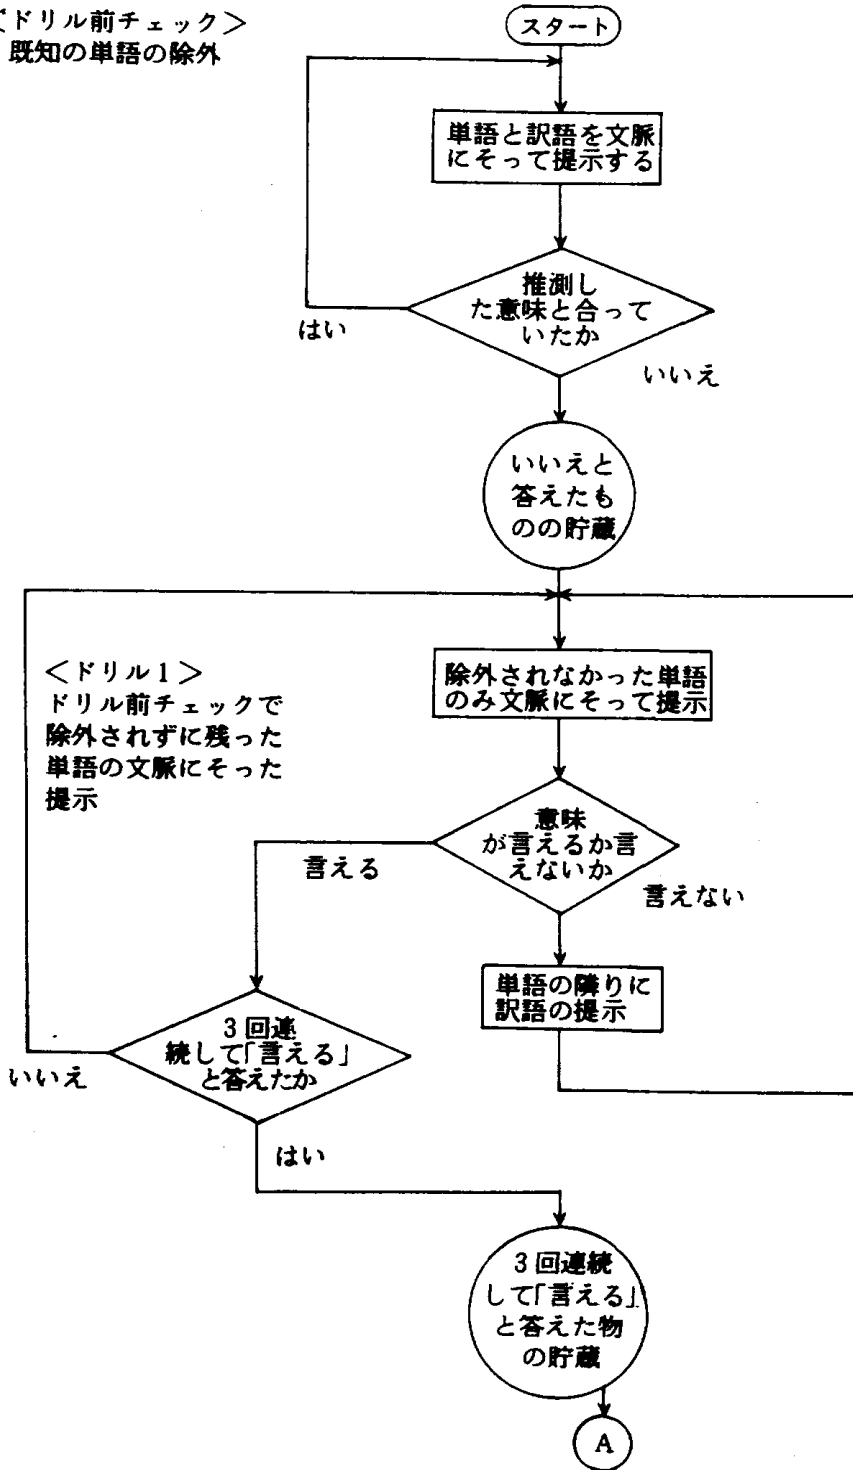 ＜ドリル前チェック＞
既知の単語の除外
スタート
単語と訳語を文脈
にそって提示する
推測し
た意味と合って
いたか
はい
いいえ
いいえと
答えたも
のの貯蔵
＜ドリル1＞
ドリル前チェックで
除外されずに残った
単語の文脈にそった
提示
除外されなかった単語
のみ文脈にそって提示
意味
が言えるか言
えないか
言える
言えない
単語の隣りに
訳語の提示
3回連
続して「言える」
と答えたか
いいえ
はい
3回連続
して「言える」
と答えた物
の貯蔵
A